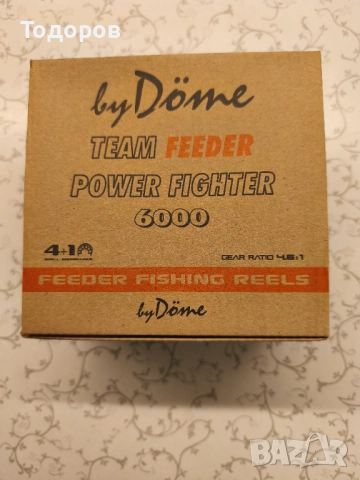 Тодоров
by Döme
TEAM FEEDER
POWER FIGHTER
6000
4+1
GEAR RATIO 4.8:1
FEEDER FISHING REELS
by Döme
BAZAR